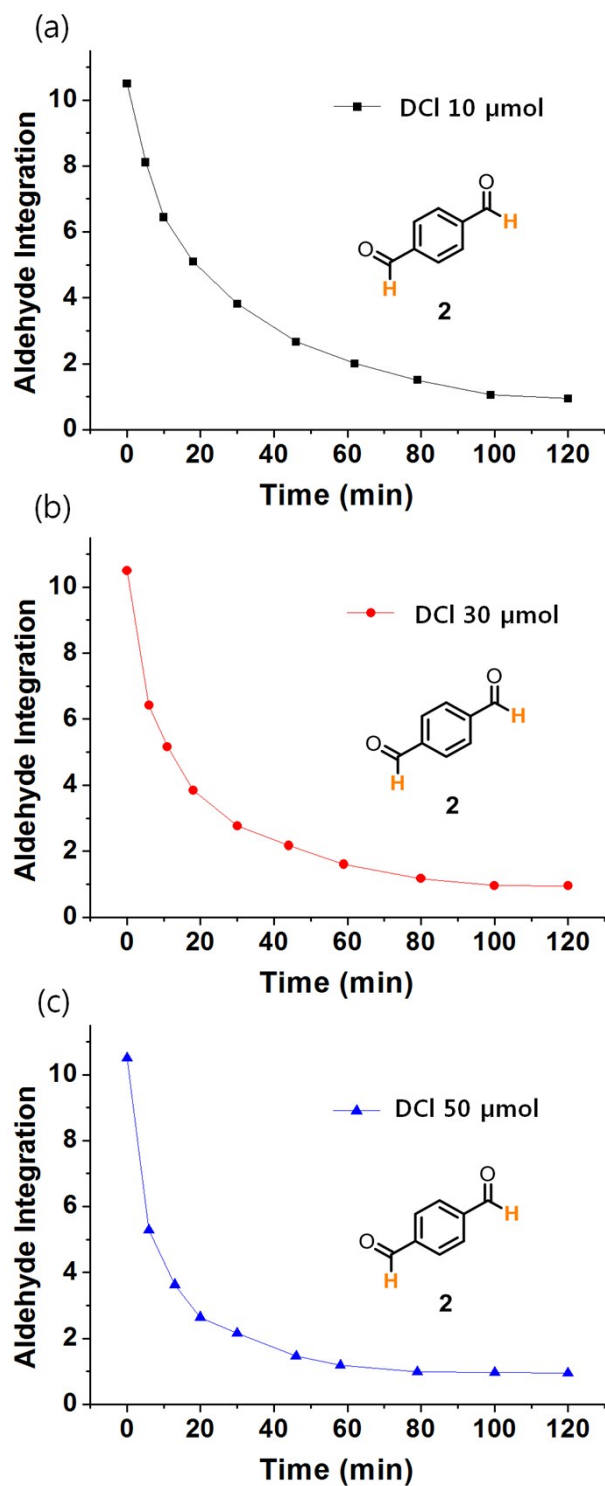 (a)
Aldehyde Integration
10
8
6
4
2
0
DCl 10 μmol
O
H
O
H
2
0 20 40 60 80 100 120
Time (min)
(b)
Aldehyde Integration
10
8
6
4
2
0
DCl 30 μmol
O
H
O
H
2
0 20 40 60 80 100 120
Time (min)
(c)
Aldehyde Integration
10
8
6
4
2
0
DCl 50 μmol
O
H
O
H
2
0 20 40 60 80 100 120
Time (min)